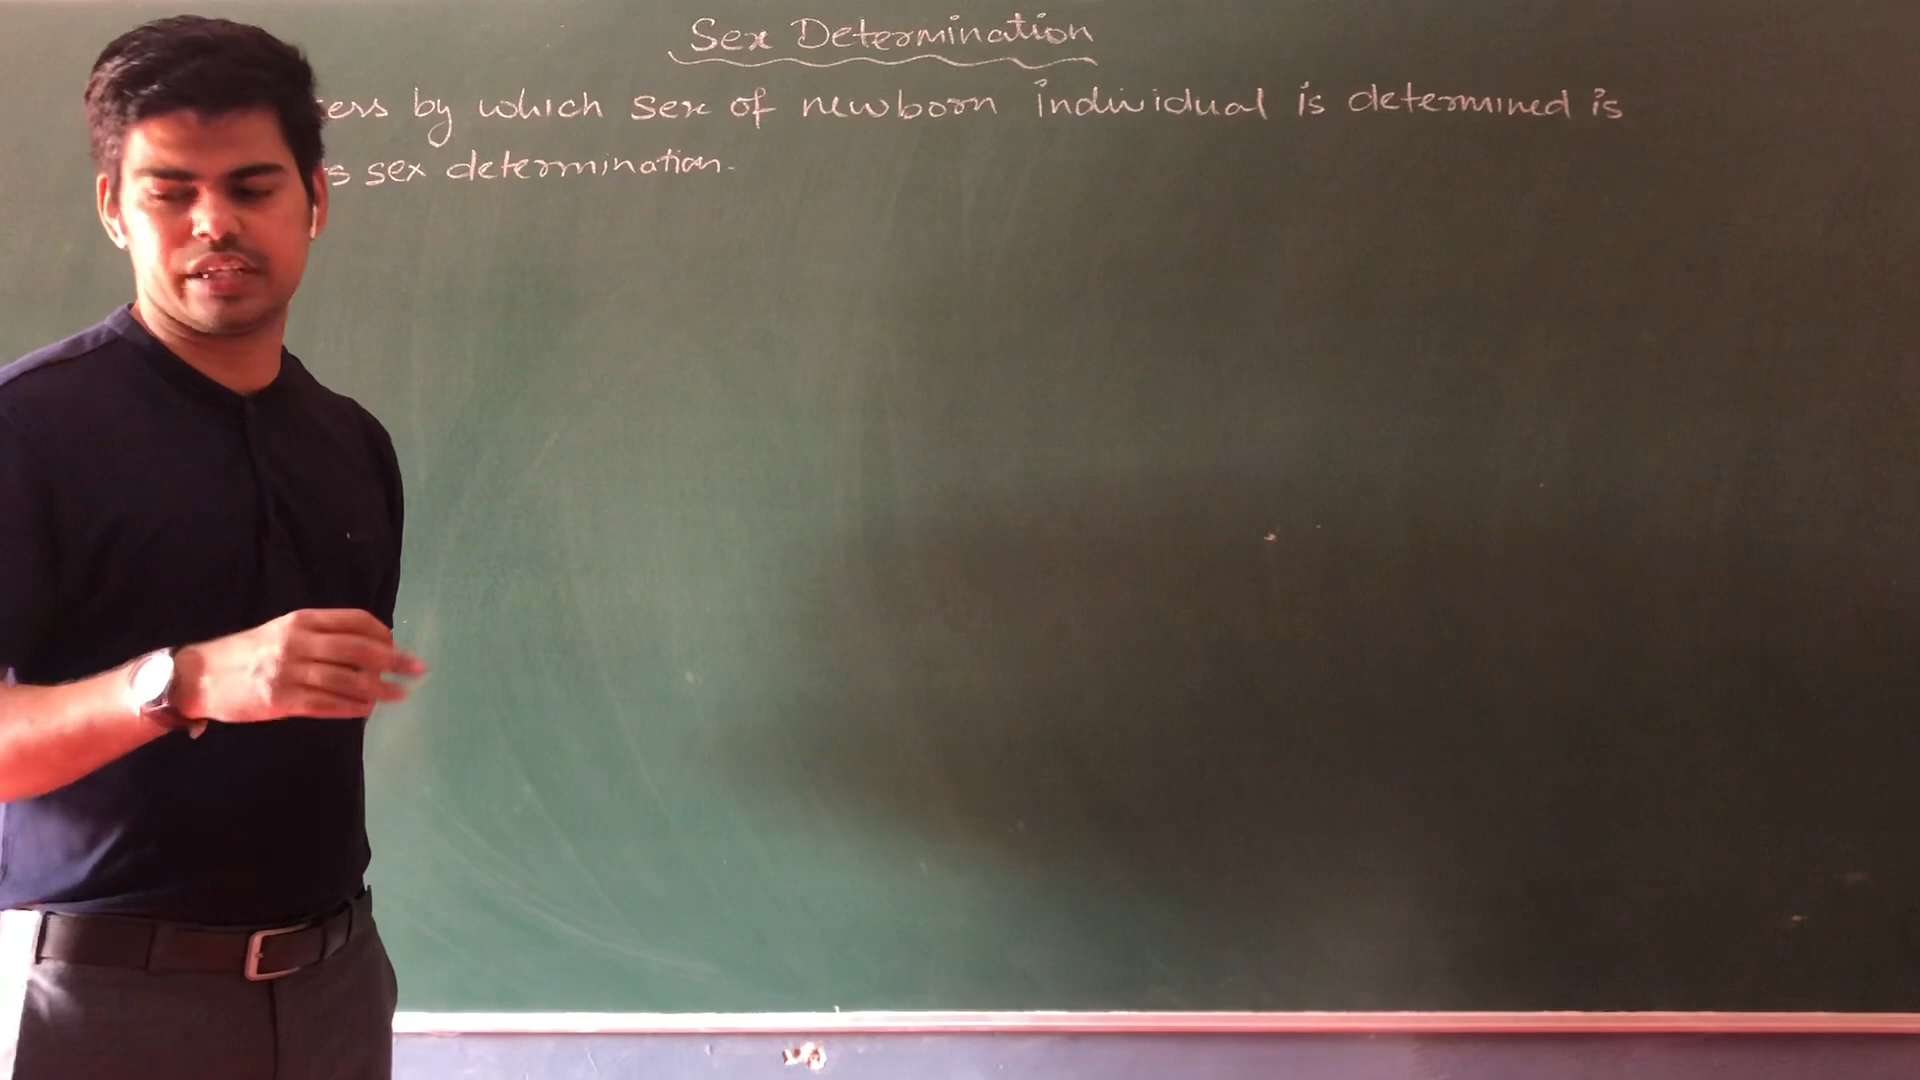 Sex Determination
by which sex of newborn individual is determined is
sex determination.